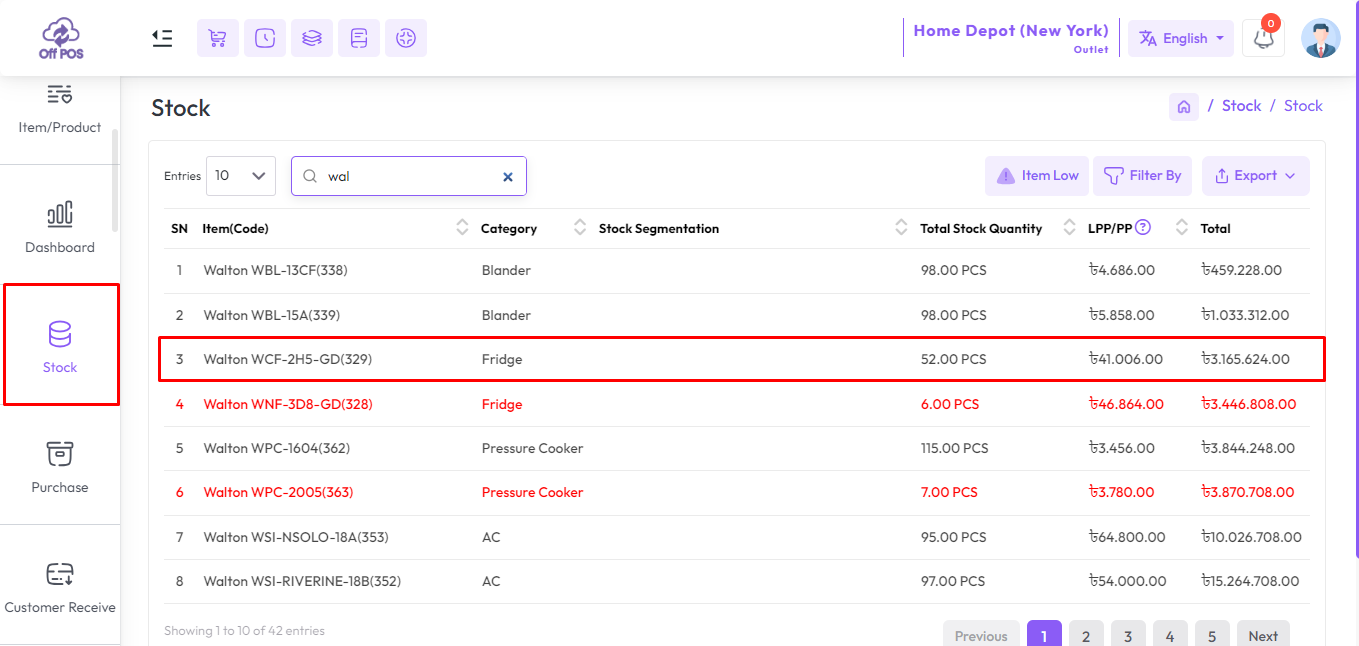 Off POS
Home Depot (New York)
Outlet
English
0
Item/Product
Dashboard
Stock
Purchase
Customer Receive
Stock
/ Stock / Stock
Entries 10 wal Item Low Filter By Export
SN Item(Code) Category Stock Segmentation Total Stock Quantity LPP/PP ? Total
1 Walton WBL-13CF(338) Blander 98.00 PCS ৳4.686.00 ৳459.228.00
2 Walton WBL-15A(339) Blander 98.00 PCS ৳5.858.00 ৳1.033.312.00
3 Walton WCF-2H5-GD(329) Fridge 52.00 PCS ৳41.006.00 ৳3.165.624.00
4 Walton WNF-3D8-GD(328) Fridge 6.00 PCS ৳46.864.00 ৳3.446.808.00
5 Walton WPC-1604(362) Pressure Cooker 115.00 PCS ৳3.456.00 ৳3.844.248.00
6 Walton WPC-2005(363) Pressure Cooker 7.00 PCS ৳3.780.00 ৳3.870.708.00
7 Walton WSI-NSOLO-18A(353) AC 95.00 PCS ৳64.800.00 ৳10.026.708.00
8 Walton WSI-RIVERINE-18B(352) AC 97.00 PCS ৳54.000.00 ৳15.264.708.00
Showing 1 to 10 of 42 entries
Previous 1 2 3 4 5 Next